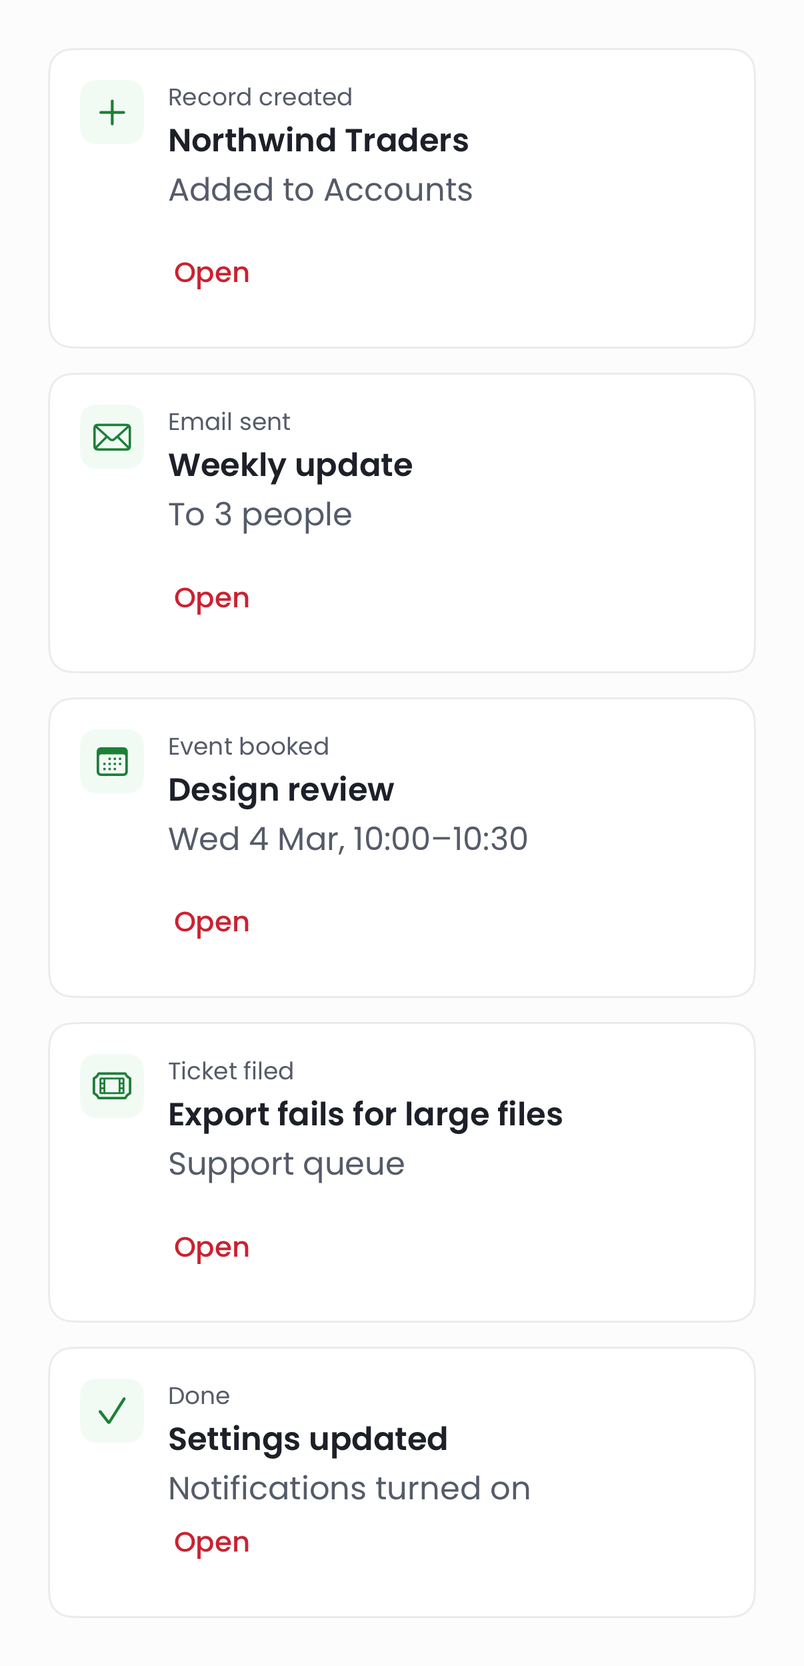 Record created
Northwind Traders
Added to Accounts
Open
Email sent
Weekly update
To 3 people
Open
Event booked
Design review
Wed 4 Mar, 10:00–10:30
Open
Ticket filed
Export fails for large files
Support queue
Open
Done
Settings updated
Notifications turned on
Open